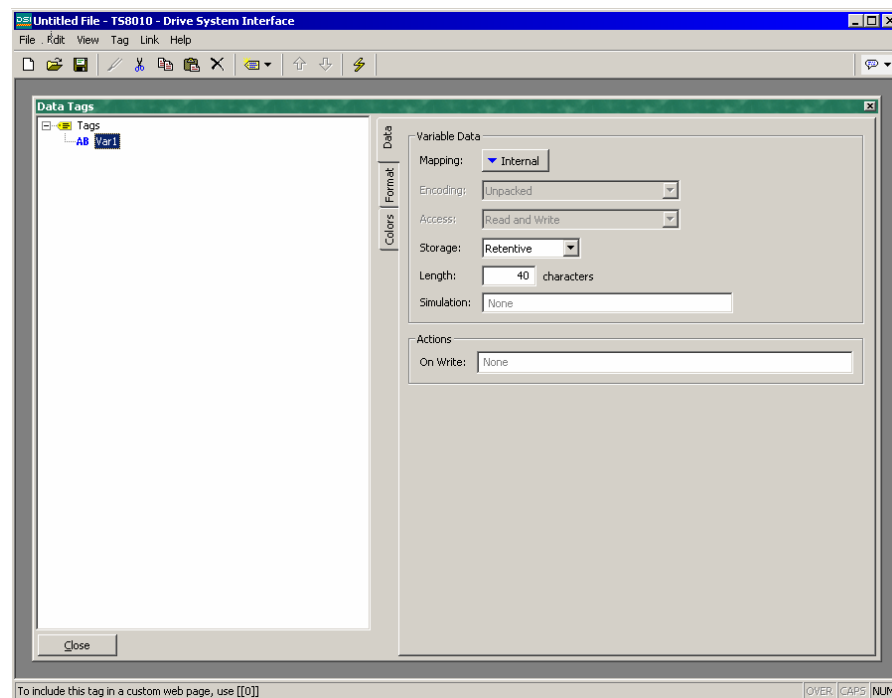 DSI Untitled File - TS8010 - Drive System Interface
File Edit View Tag Link Help
Data Tags
Tags
AB Var1
Data
Format
Colors
Variable Data
Mapping: Internal
Encoding: Unpacked
Access: Read and Write
Storage: Retentive
Length: 40 characters
Simulation: None
Actions
On Write: None
Close
To include this tag in a custom web page, use [[0]]
OVER CAPS NUM